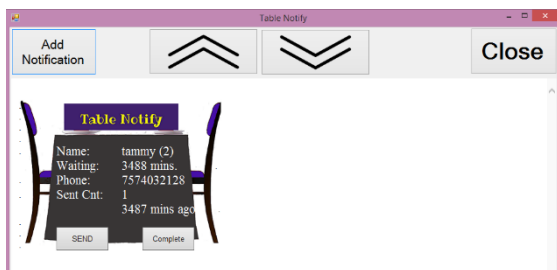 Table Notify
Add
Notification
Close
Table Notify
Name: tammy (2)
Waiting: 3488 mins.
Phone: 7574032128
Sent Cnt: 1
3487 mins ago
SEND Complete